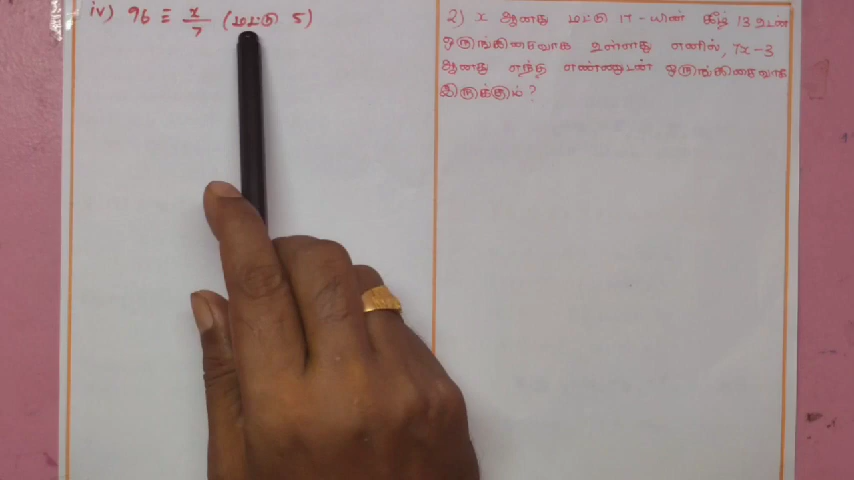 iv) 96 ≡ x/7 (மட்டு 5)
2) x ஆனது மட்டு 17-யின் கீழ் 13 உடன்
ஒருங்கிசைவாக உள்ளது எனில், 7x-3
ஆனது எந்த எண்ணுடன் ஒருங்கிசைவாக
இருக்கும்?